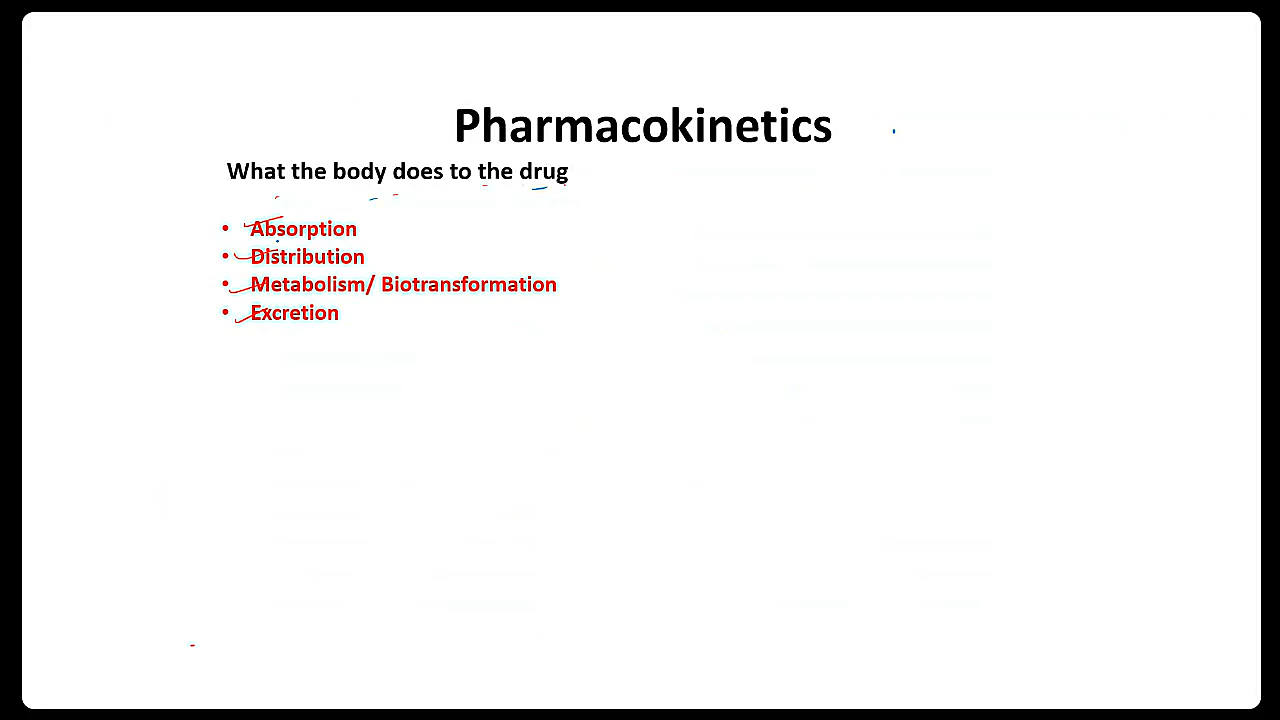 Pharmacokinetics
What the body does to the drug
• Absorption
• Distribution
• Metabolism/ Biotransformation
• Excretion